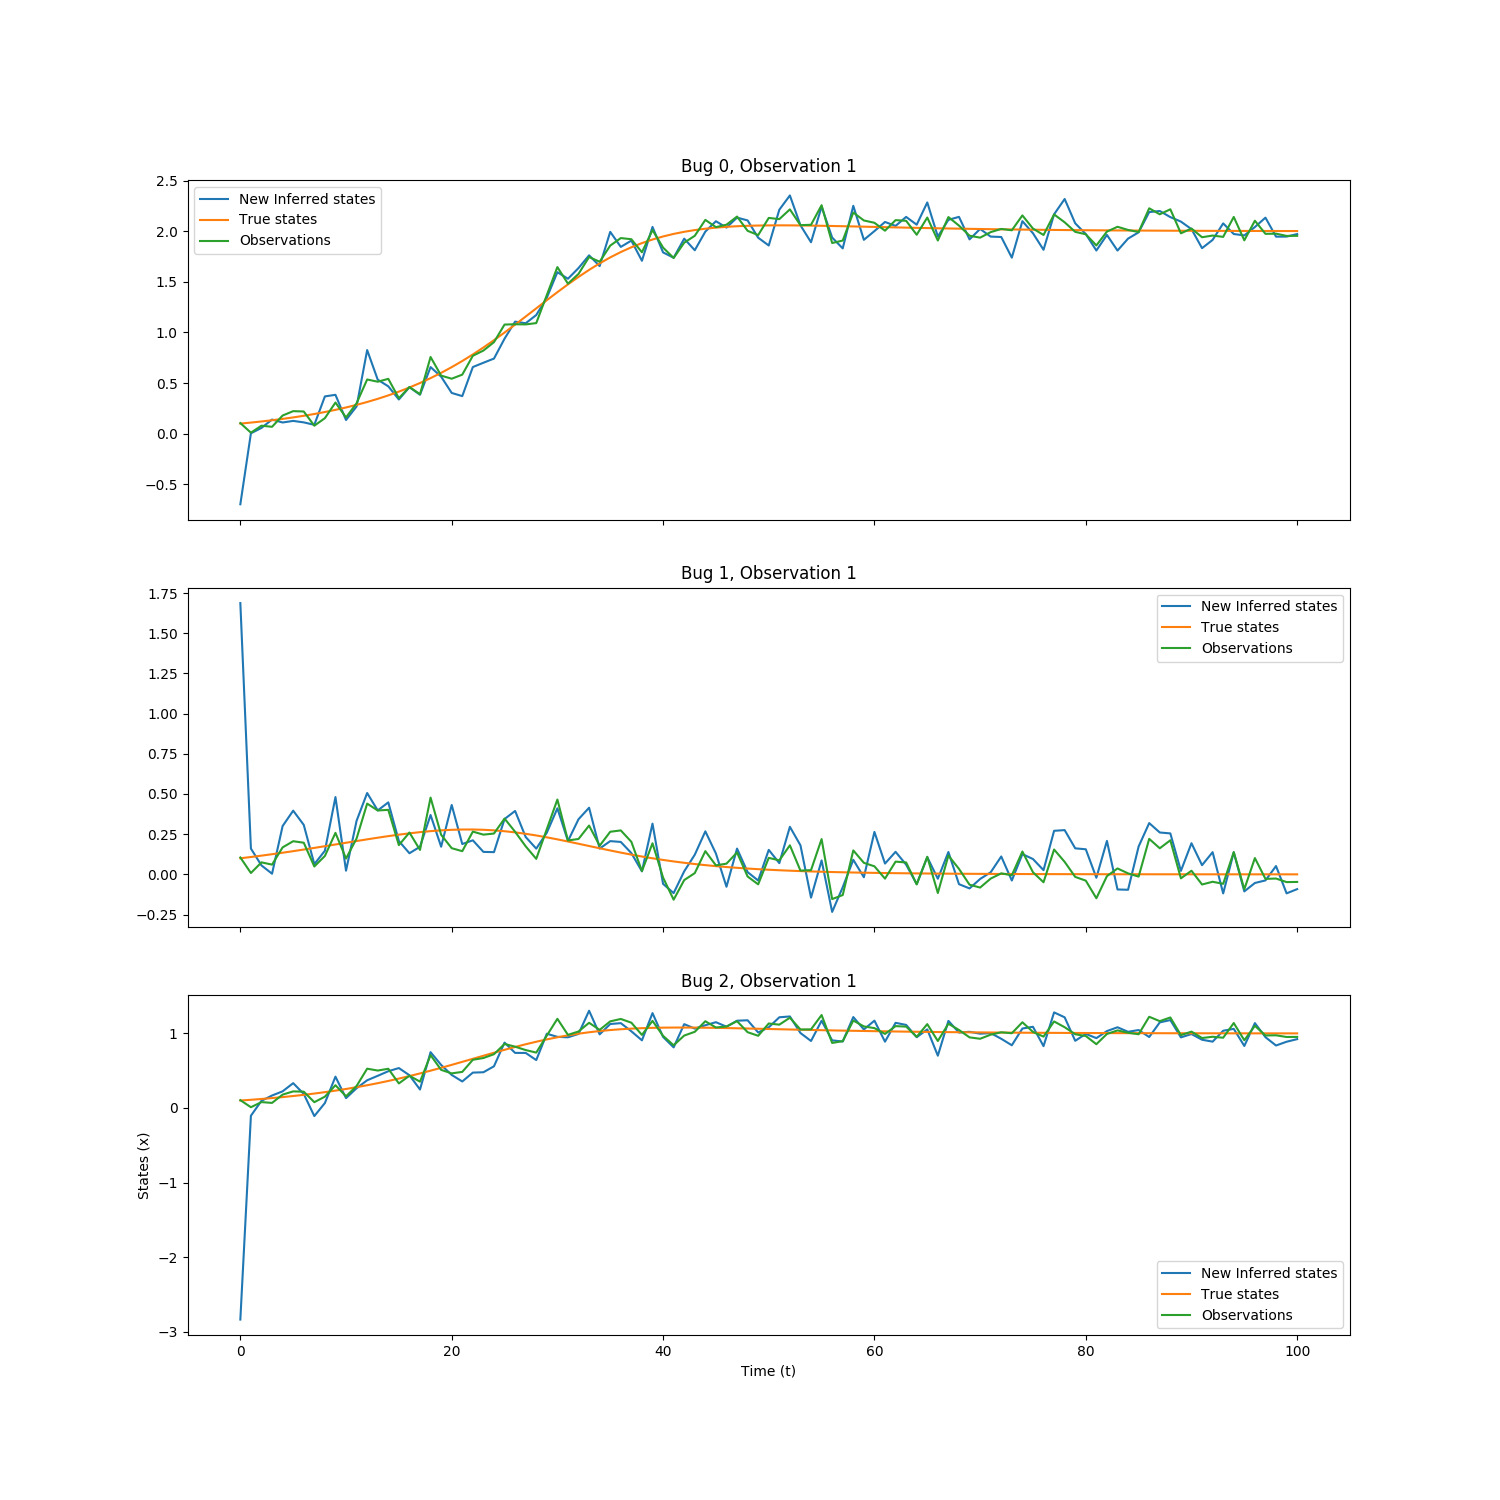 Bug 0, Observation 1
2.5
2.0
1.5
1.0
0.5
0.0
−0.5
New Inferred states
True states
Observations
Bug 1, Observation 1
1.75
1.50
1.25
1.00
0.75
0.50
0.25
0.00
−0.25
New Inferred states
True states
Observations
Bug 2, Observation 1
States (x)
1
0
−1
−2
−3
New Inferred states
True states
Observations
0 20 40 60 80 100
Time (t)